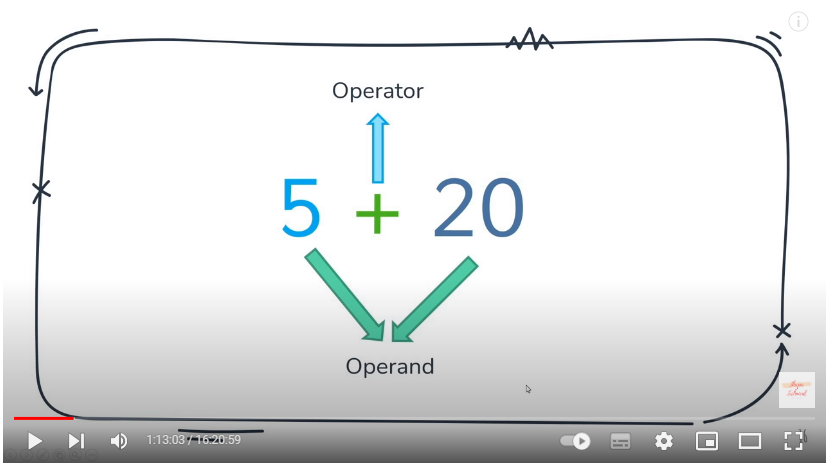 Operator
5 + 20
Operand
1:13:03 / 16:20:59